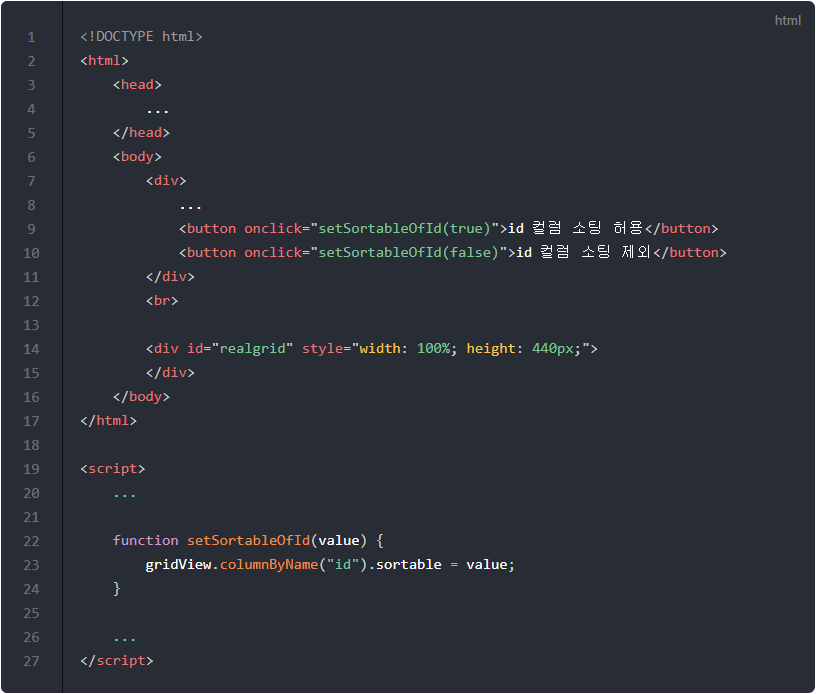 html
1 <!DOCTYPE html>
2 <html>
3     <head>
4         ...
5     </head>
6     <body>
7         <div>
8             ...
9             <button onclick="setSortableOfId(true)">id 컬럼 소팅 허용</button>
10             <button onclick="setSortableOfId(false)">id 컬럼 소팅 제외</button>
11         </div>
12         <br>
13
14         <div id="realgrid" style="width: 100%; height: 440px;">
15         </div>
16     </body>
17 </html>
18
19 <script>
20     ...
21
22     function setSortableOfId(value) {
23         gridView.columnByName("id").sortable = value;
24     }
25
26     ...
27 </script>